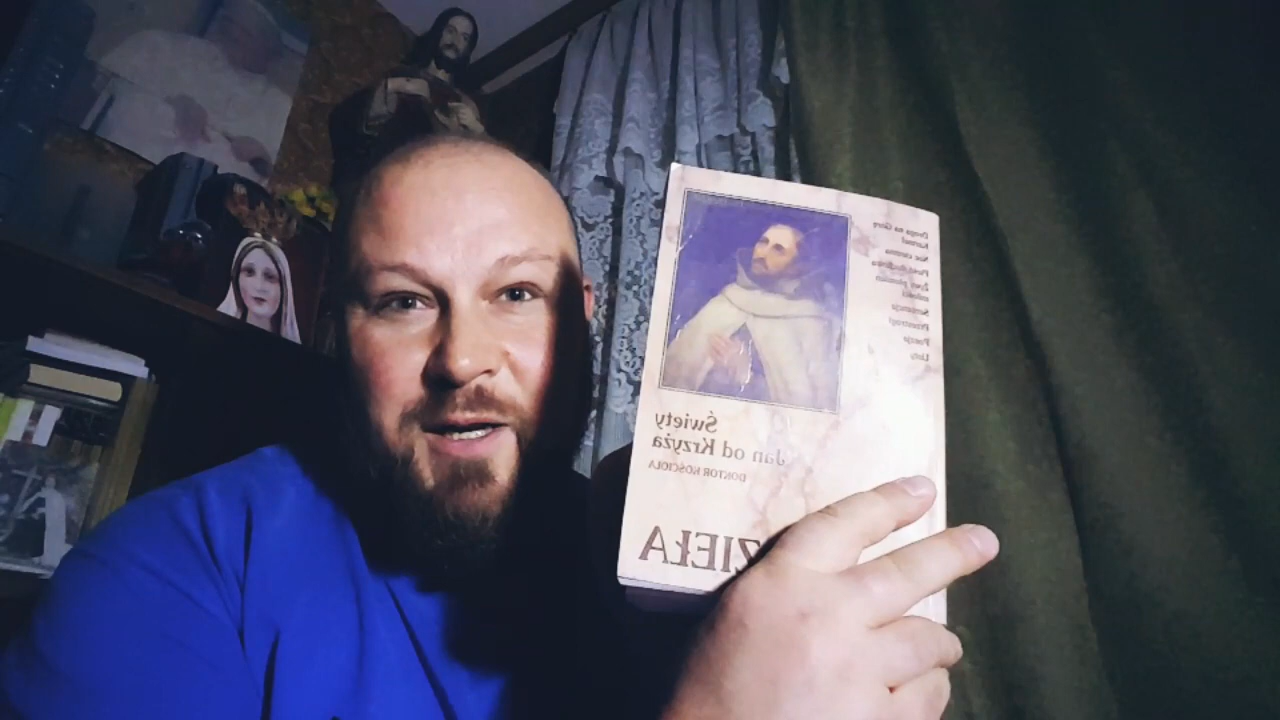 Droga na Górę
Karmel
Noc ciemna
Pieśń duchowa
Żywy płomień
miłości
Sentencje
Przestrogi
Poezje
Listy
Święty
Jan od Krzyża
DOKTOR KOŚCIOŁA
DZIEŁA